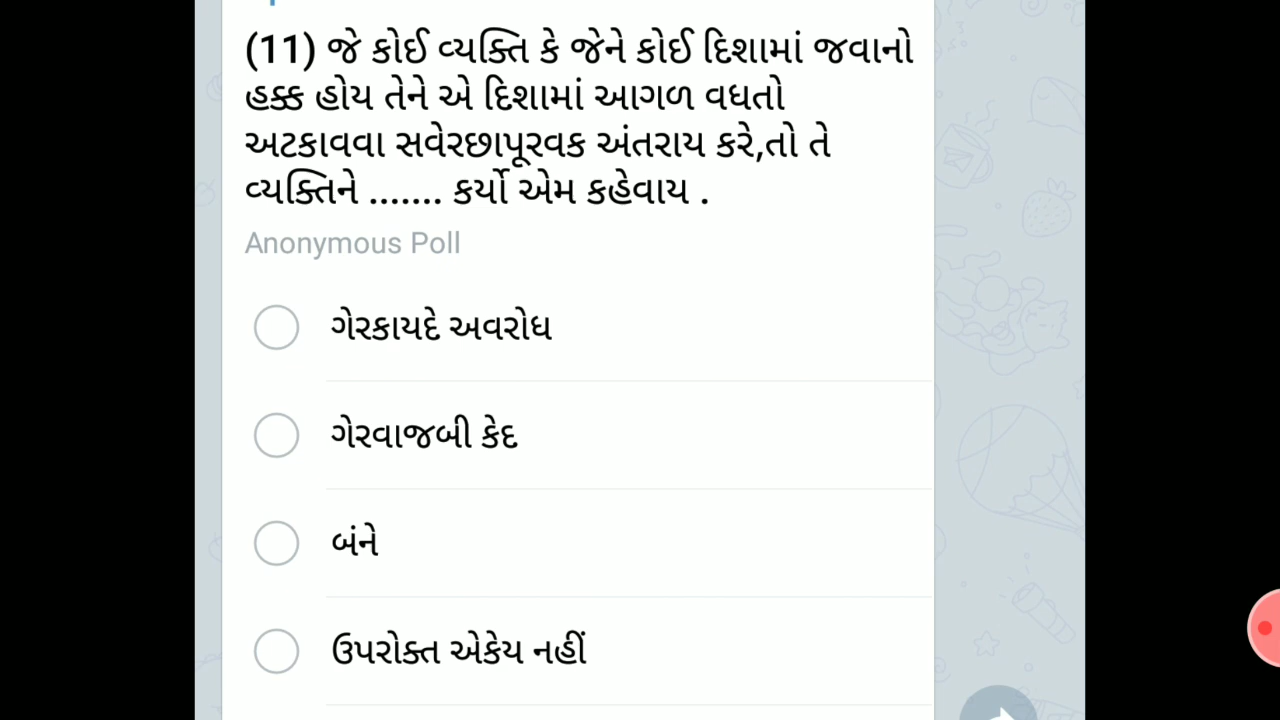 (11) જે કોઈ વ્યક્તિ કે જેને કોઈ દિશામાં જવાનો
હક્ક હોય તેને એ દિશામાં આગળ વધતો
અટકાવવા સવેરછાપૂરવક અંતરાય કરે,તો તે
વ્યક્તિને ....... કર્યો એમ કહેવાય .
Anonymous Poll
ગેરકાયદે અવરોધ
ગેરવાજબી કેદ
બંને
ઉપરોક્ત એકેય નહીં